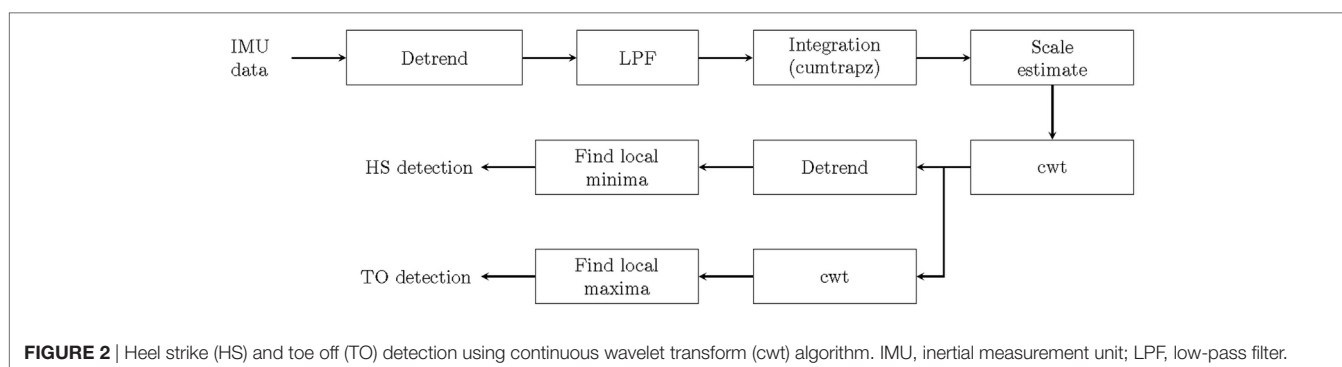 IMU
data
Detrend
LPF
Integration
(cumtrapz)
Scale
estimate
HS detection
Find local
minima
Detrend
cwt
TO detection
Find local
maxima
cwt
FIGURE 2 | Heel strike (HS) and toe off (TO) detection using continuous wavelet transform (cwt) algorithm. IMU, inertial measurement unit; LPF, low-pass filter.